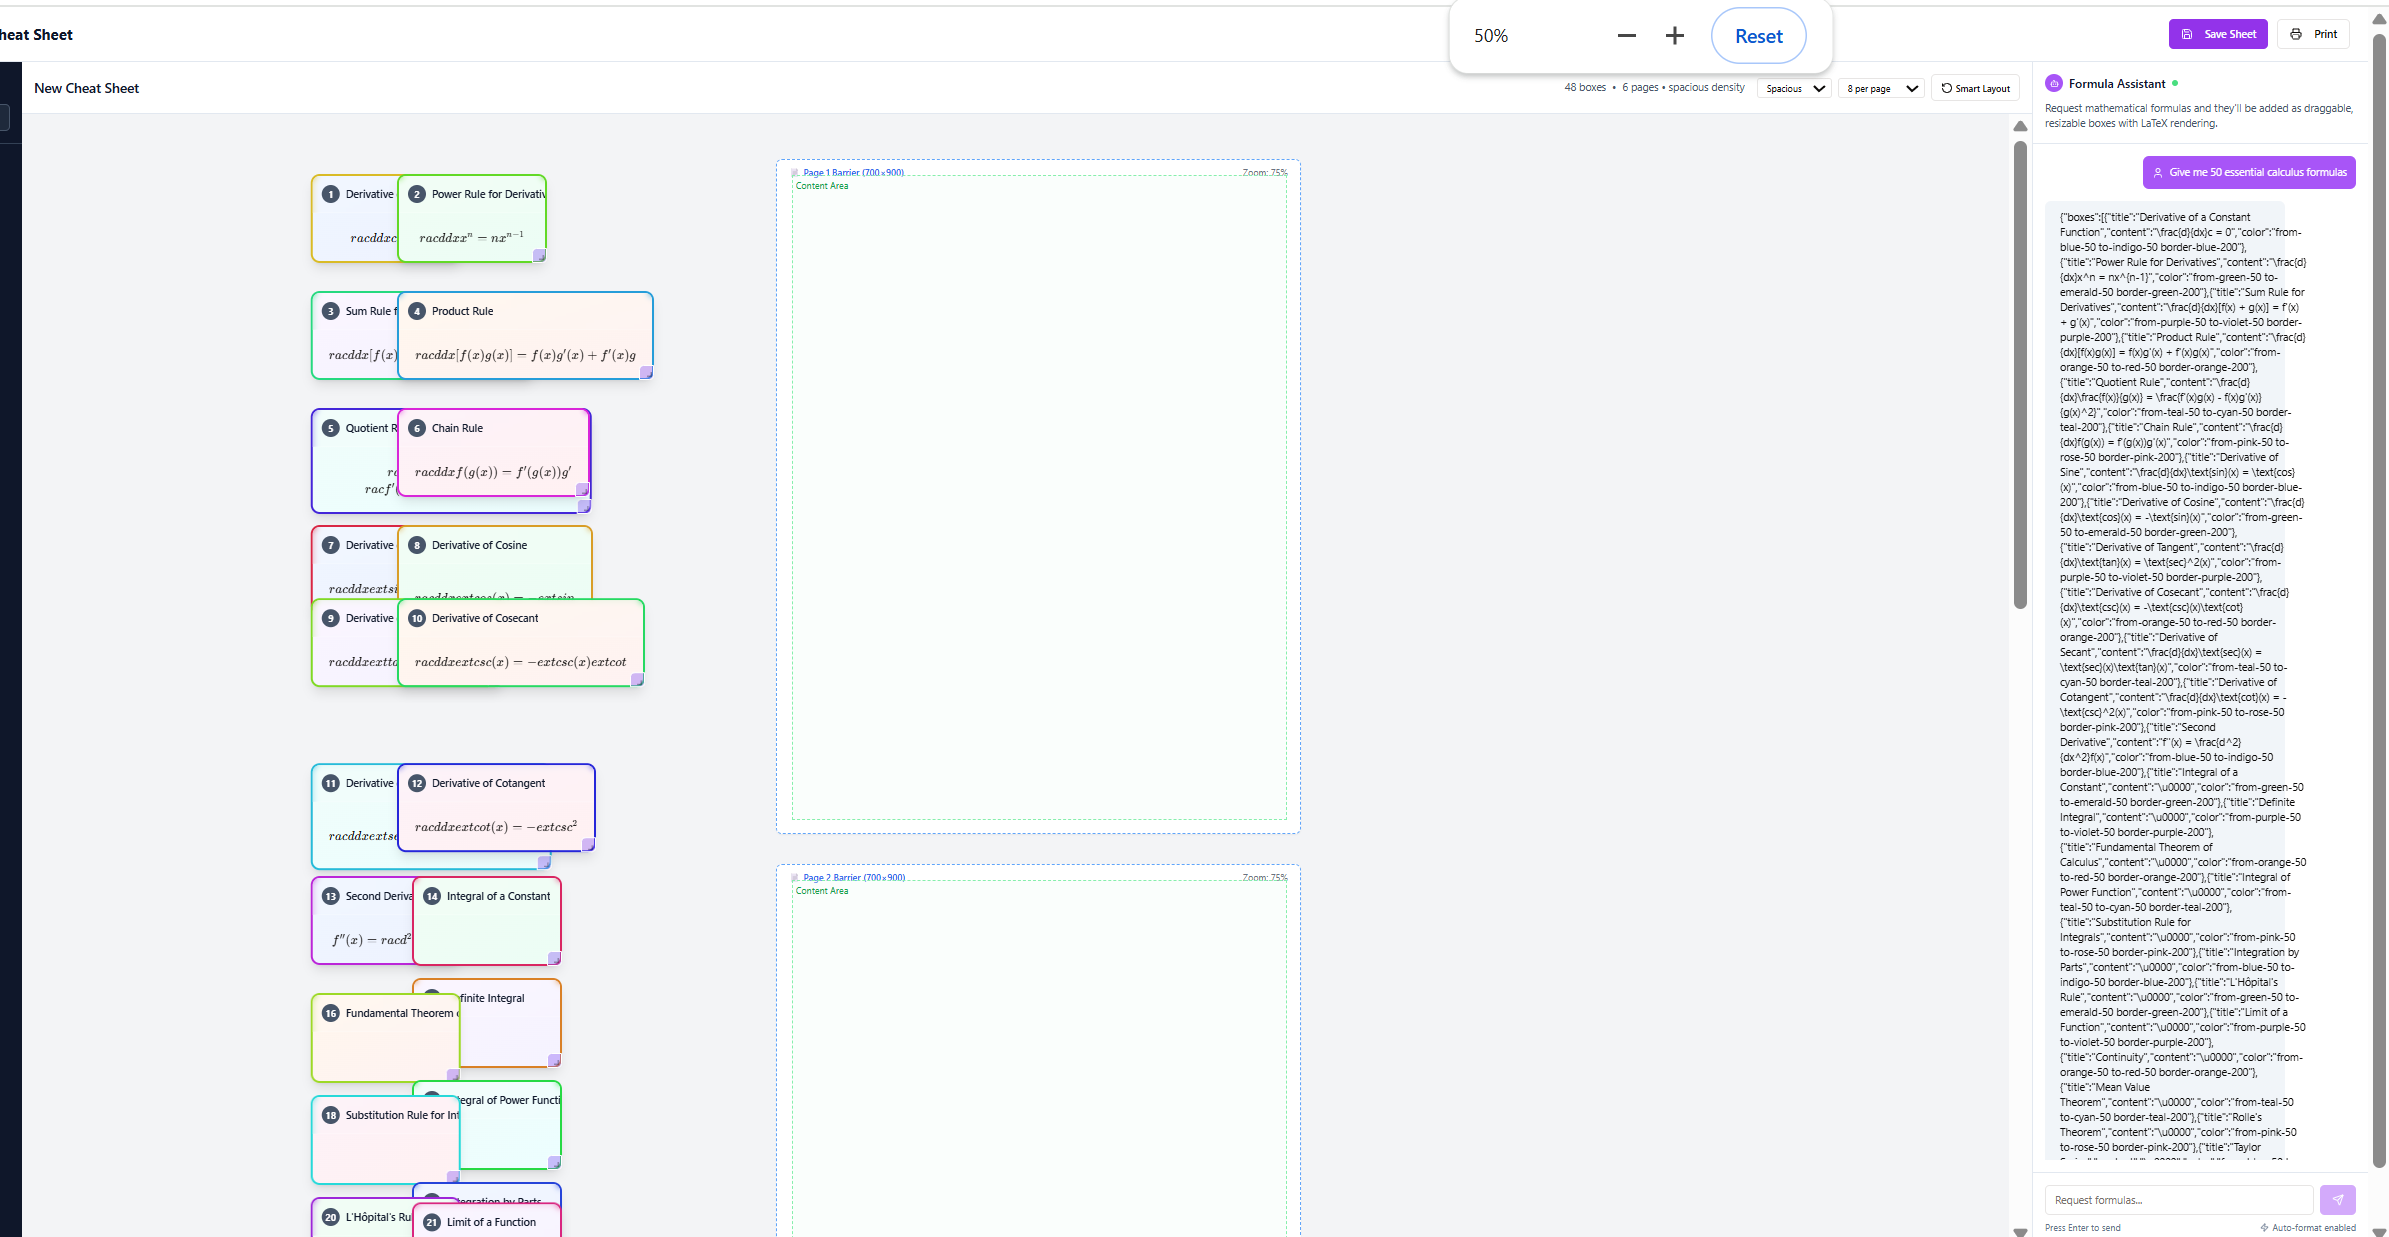 heat Sheet
50%
Reset
Save Sheet
Print
New Cheat Sheet
48 boxes • 6 pages • spacious density
Spacious
8 per page
Smart Layout
1 Derivative
racddxc
2 Power Rule for Derivativ
racddxxⁿ = nxⁿ⁻¹
3 Sum Rule f
racddx[f(x)
4 Product Rule
racddx[f(x)g(x)] = f(x)g′(x) + f′(x)g
5 Quotient R
racf′(
6 Chain Rule
racddxf(g(x)) = f′(g(x))g′
7 Derivative
racddxextsi
8 Derivative of Cosine
9 Derivative
racddxextta
10 Derivative of Cosecant
racddxextcsc(x) = −extcsc(x)extcot
11 Derivative
racddxextse
12 Derivative of Cotangent
racddxextcot(x) = −extcsc²
13 Second Deriva
f″(x) = racd²
14 Integral of a Constant
finite Integral
16 Fundamental Theorem
egral of Power Functi
18 Substitution Rule for Int
tegration by Parts
20 L'Hôpital's Ru
21 Limit of a Function
Page 1 Barrier (700×900)
Zoom: 75%
Content Area
Page 2 Barrier (700×900)
Zoom: 75%
Content Area
Formula Assistant
Request mathematical formulas and they'll be added as draggable,
resizable boxes with LaTeX rendering.
Give me 50 essential calculus formulas
{"boxes":[{"title":"Derivative of a Constant
Function","content":"\frac{d}{dx}c = 0","color":"from-
blue-50 to-indigo-50 border-blue-200"},
{"title":"Power Rule for Derivatives","content":"\frac{d}
{dx}x^n = nx^{n-1}","color":"from-green-50 to-
emerald-50 border-green-200"},{"title":"Sum Rule for
Derivatives","content":"\frac{d}{dx}[f(x) + g(x)] = f'(x)
+ g'(x)","color":"from-purple-50 to-violet-50 border-
purple-200"},{"title":"Product Rule","content":"\frac{d}
{dx}[f(x)g(x)] = f(x)g'(x) + f'(x)g(x)","color":"from-
orange-50 to-red-50 border-orange-200"},
{"title":"Quotient Rule","content":"\frac{d}
{dx}\frac{f(x)}{g(x)} = \frac{f'(x)g(x) - f(x)g'(x)}
{g(x)^2}","color":"from-teal-50 to-cyan-50 border-
teal-200"},{"title":"Chain Rule","content":"\frac{d}
{dx}f(g(x)) = f'(g(x))g'(x)","color":"from-pink-50 to-
rose-50 border-pink-200"},{"title":"Derivative of
Sine","content":"\frac{d}{dx}\text{sin}(x) = \text{cos}
(x)","color":"from-blue-50 to-indigo-50 border-blue-
200"},{"title":"Derivative of Cosine","content":"\frac{d}
{dx}\text{cos}(x) = -\text{sin}(x)","color":"from-green-
50 to-emerald-50 border-green-200"},
{"title":"Derivative of Tangent","content":"\frac{d}
{dx}\text{tan}(x) = \text{sec}^2(x)","color":"from-
purple-50 to-violet-50 border-purple-200"},
{"title":"Derivative of Cosecant","content":"\frac{d}
{dx}\text{csc}(x) = -\text{csc}(x)\text{cot}
(x)","color":"from-orange-50 to-red-50 border-
orange-200"},{"title":"Derivative of
Secant","content":"\frac{d}{dx}\text{sec}(x) =
\text{sec}(x)\text{tan}(x)","color":"from-teal-50 to-
cyan-50 border-teal-200"},{"title":"Derivative of
Cotangent","content":"\frac{d}{dx}\text{cot}(x) = -
\text{csc}^2(x)","color":"from-pink-50 to-rose-50
border-pink-200"},{"title":"Second
Derivative","content":"f''(x) = \frac{d^2}
{dx^2}f(x)","color":"from-blue-50 to-indigo-50
border-blue-200"},{"title":"Integral of a
Constant","content":"\u0000","color":"from-green-50
to-emerald-50 border-green-200"},{"title":"Definite
Integral","content":"\u0000","color":"from-purple-50
to-violet-50 border-purple-200"},
{"title":"Fundamental Theorem of
Calculus","content":"\u0000","color":"from-orange-50
to-red-50 border-orange-200"},{"title":"Integral of
Power Function","content":"\u0000","color":"from-
teal-50 to-cyan-50 border-teal-200"},
{"title":"Substitution Rule for
Integrals","content":"\u0000","color":"from-pink-50
to-rose-50 border-pink-200"},{"title":"Integration by
Parts","content":"\u0000","color":"from-blue-50 to-
indigo-50 border-blue-200"},{"title":"L'Hôpital's
Rule","content":"\u0000","color":"from-green-50 to-
emerald-50 border-green-200"},{"title":"Limit of a
Function","content":"\u0000","color":"from-purple-50
to-violet-50 border-purple-200"},
{"title":"Continuity","content":"\u0000","color":"from-
orange-50 to-red-50 border-orange-200"},
{"title":"Mean Value
Theorem","content":"\u0000","color":"from-teal-50
to-cyan-50 border-teal-200"},{"title":"Rolle's
Theorem","content":"\u0000","color":"from-pink-50
to-rose-50 border-pink-200"},{"title":"Taylor
Request formulas...
Press Enter to send
Auto-format enabled